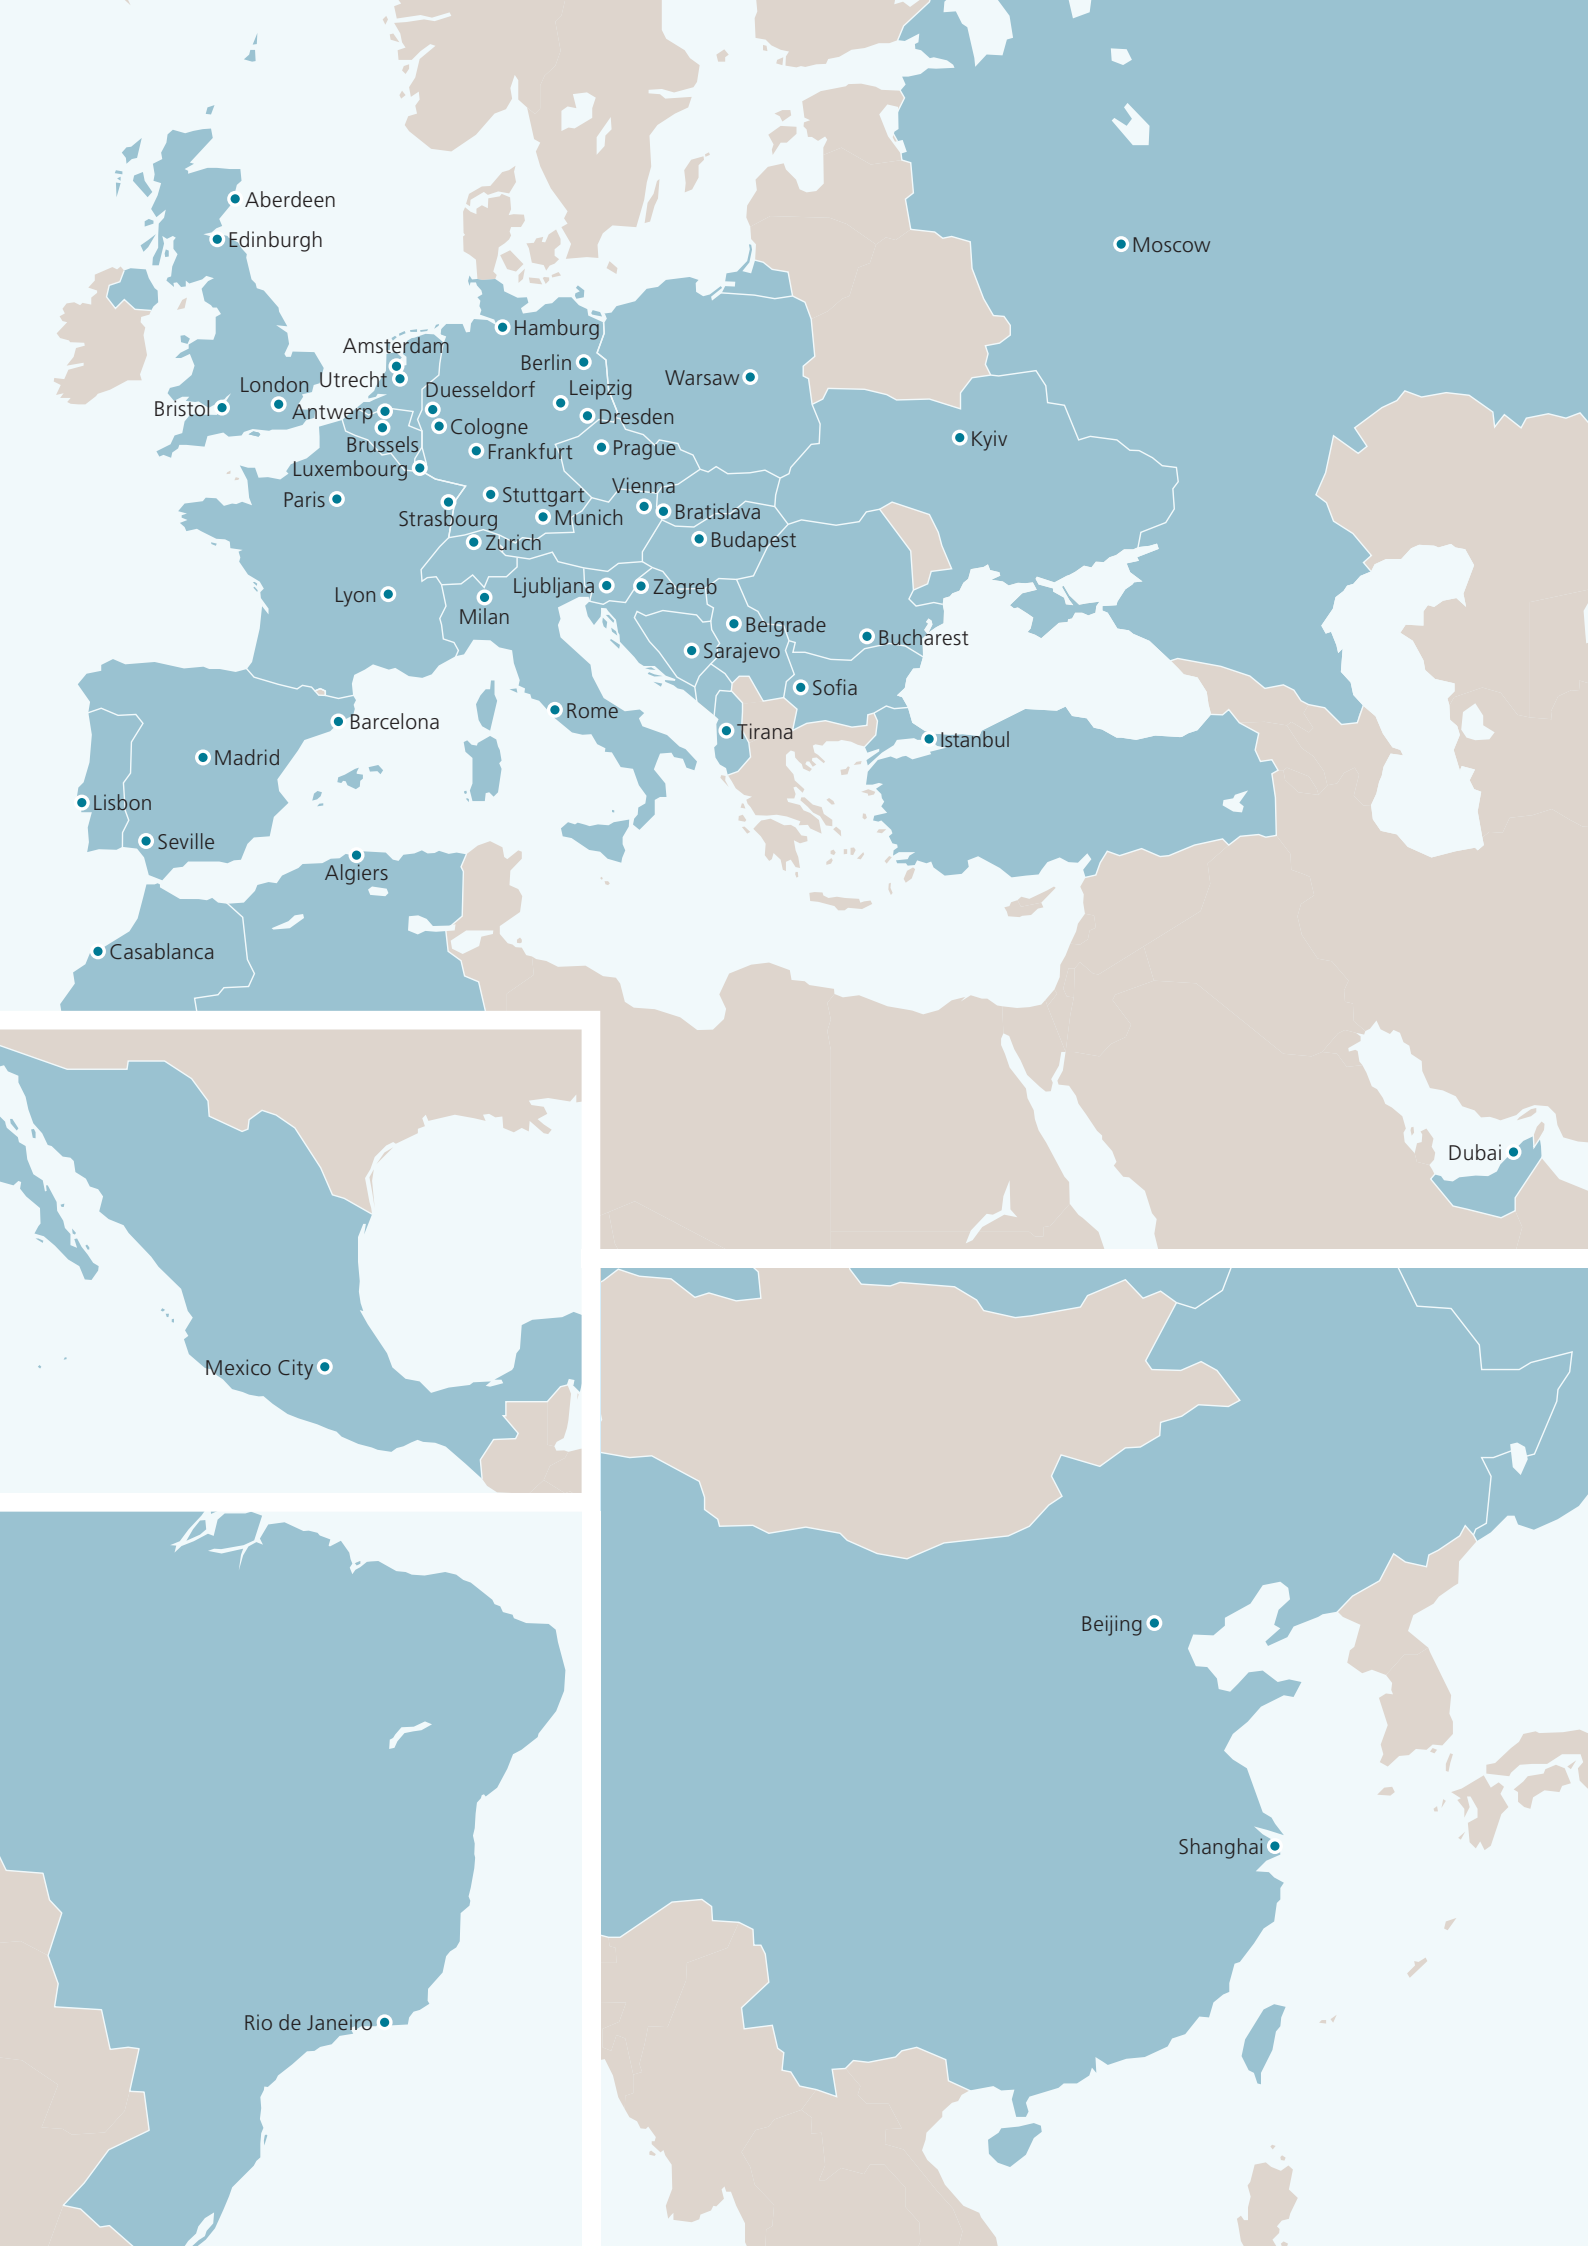 Aberdeen
Edinburgh
Moscow
Hamburg
Amsterdam
Berlin
Utrecht
Warsaw
London
Duesseldorf
Leipzig
Bristol
Antwerp
Dresden
Cologne
Kyiv
Brussels
Frankfurt
Prague
Luxembourg
Vienna
Paris
Stuttgart
Strasbourg
Munich
Bratislava
Zurich
Budapest
Ljubljana
Zagreb
Lyon
Milan
Belgrade
Bucharest
Sarajevo
Sofia
Rome
Barcelona
Tirana
Istanbul
Madrid
Lisbon
Seville
Algiers
Casablanca
Dubai
Mexico City
Beijing
Shanghai
Rio de Janeiro